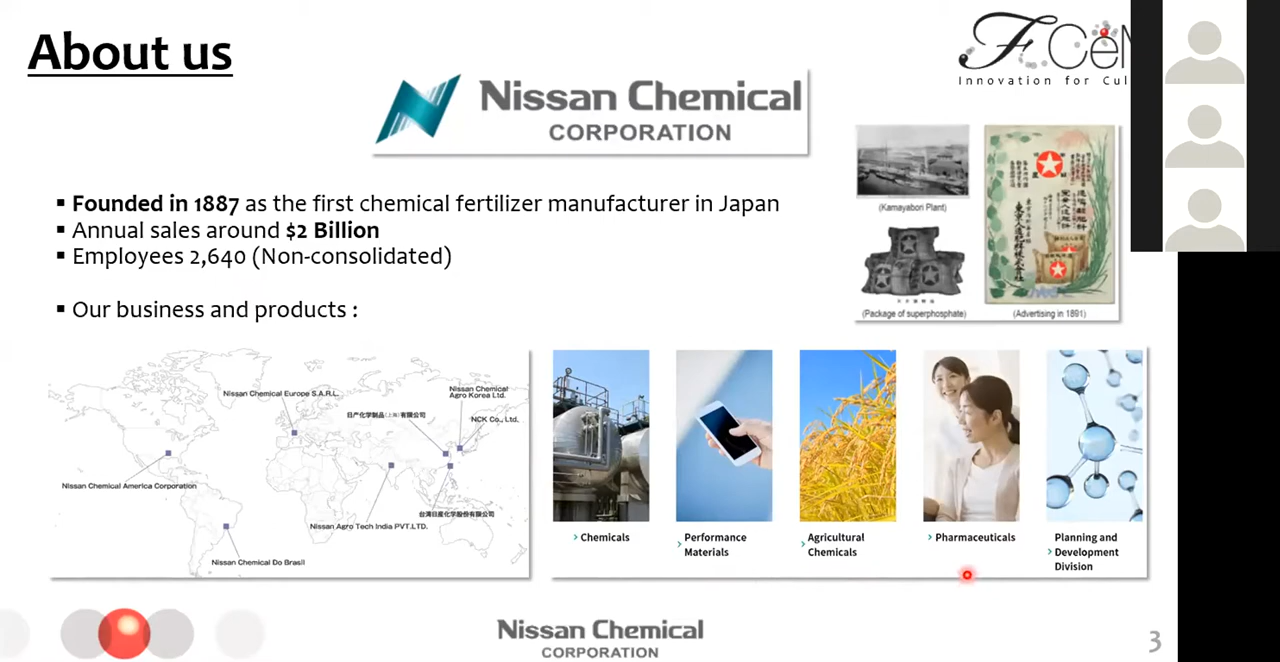 About us
F.CeM
Innovation for Cul
Nissan Chemical
CORPORATION
▪ Founded in 1887 as the first chemical fertilizer manufacturer in Japan
▪ Annual sales around $2 Billion
▪ Employees 2,640 (Non-consolidated)
▪ Our business and products :
(Kamayabori Plant)
(Package of superphosphate)
(Advertising in 1891)
Nissan Chemical Europe S.A.R.L.
Nissan Chemical
Agro Korea Ltd.
日产化学制品(上海)有限公司
NCK Co., Ltd.
Nissan Chemical America Corporation
台湾日産化学股份有限公司
Nissan Agro Tech India PVT.LTD.
Nissan Chemical Do Brasil
> Chemicals
> Performance
Materials
> Agricultural
Chemicals
> Pharmaceuticals
Planning and
> Development
Division
Nissan Chemical
CORPORATION
3